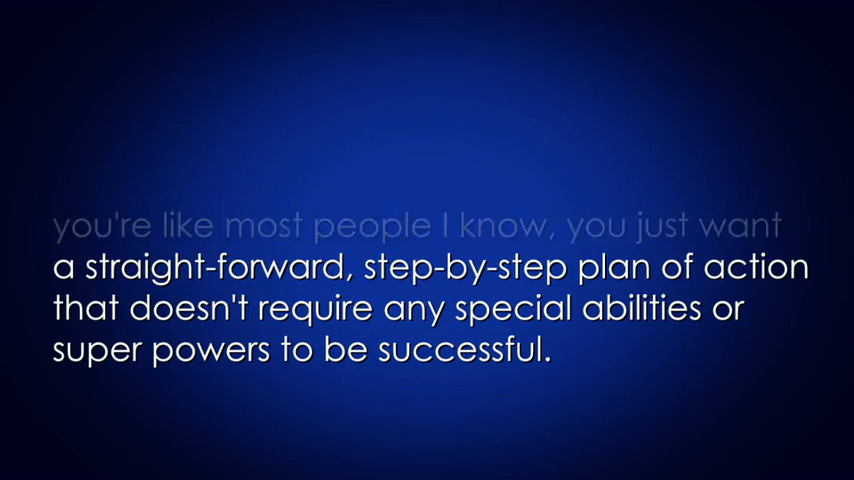 you're like most people I know, you just want
a straight-forward, step-by-step plan of action
that doesn't require any special abilities or
super powers to be successful.